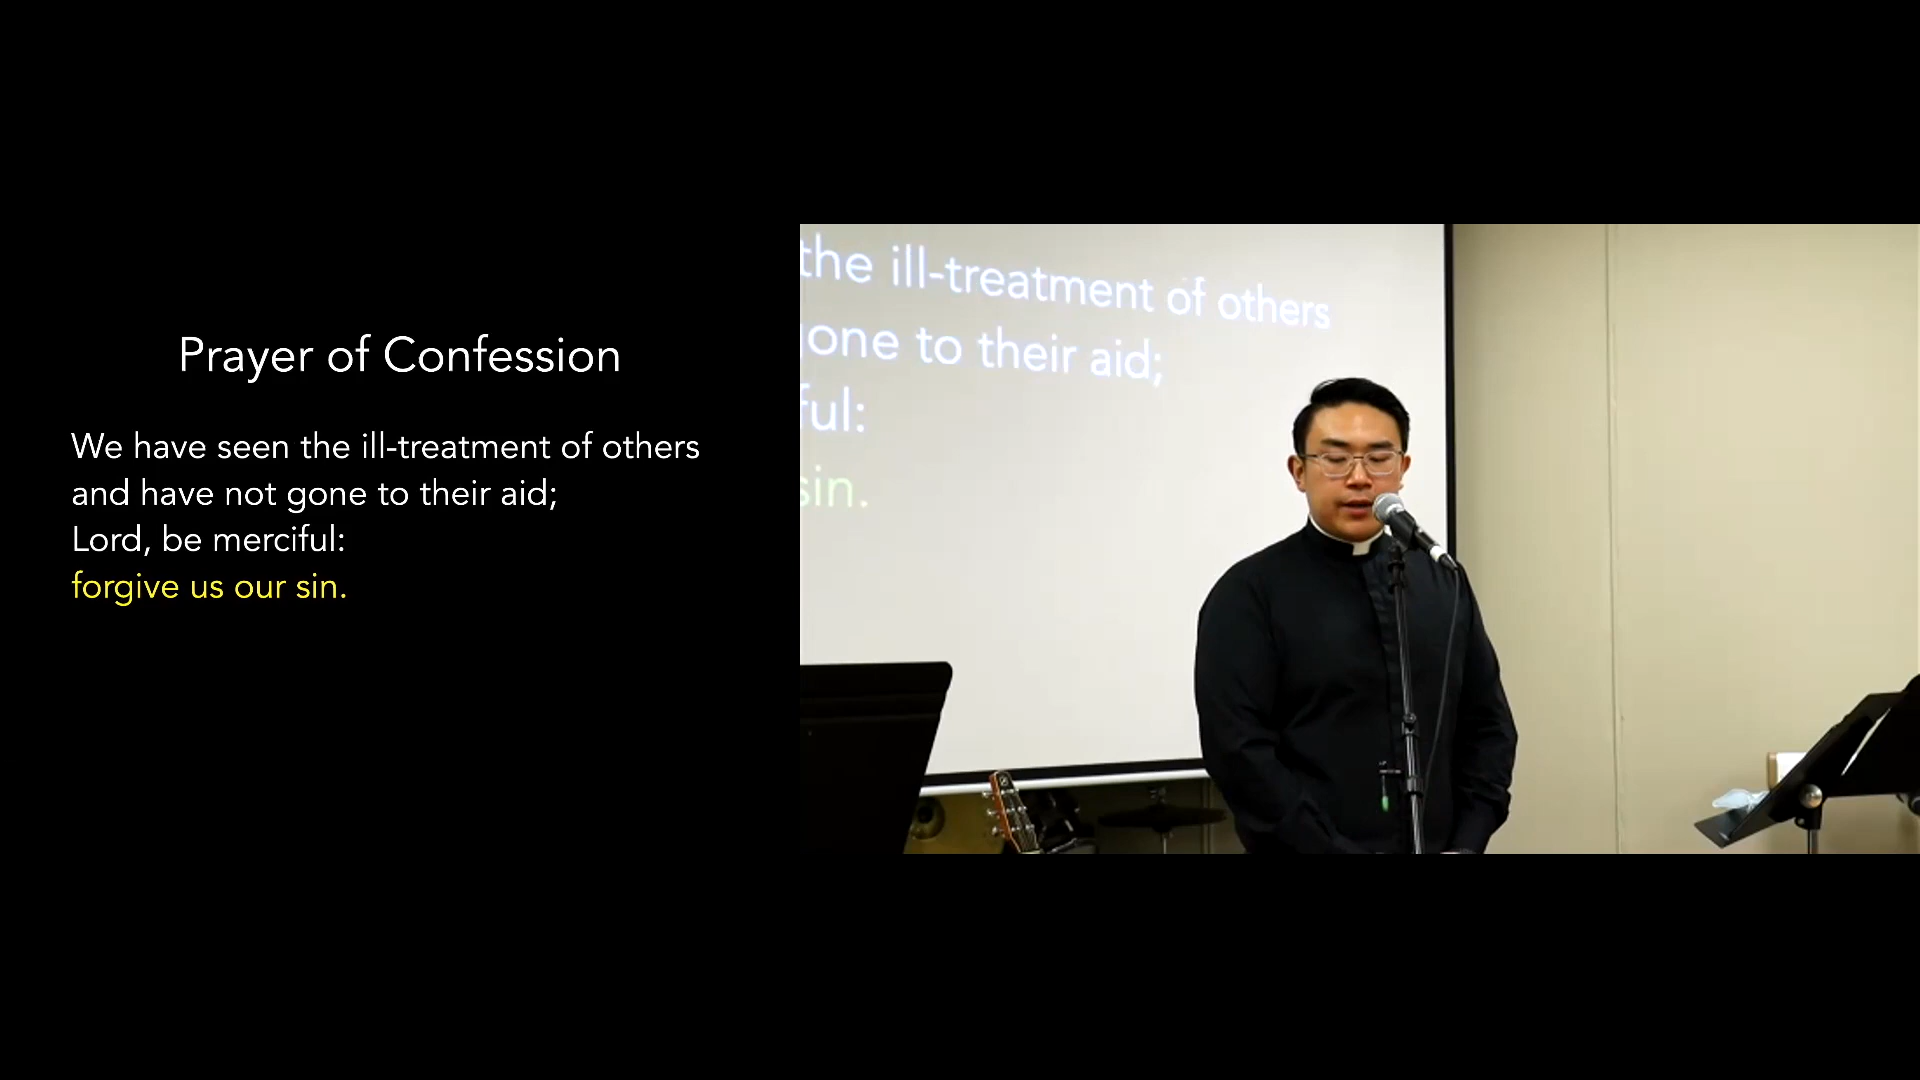 Prayer of Confession
We have seen the ill-treatment of others
and have not gone to their aid;
Lord, be merciful:
forgive us our sin.
the ill-treatment of others
gone to their aid;
ful:
sin.